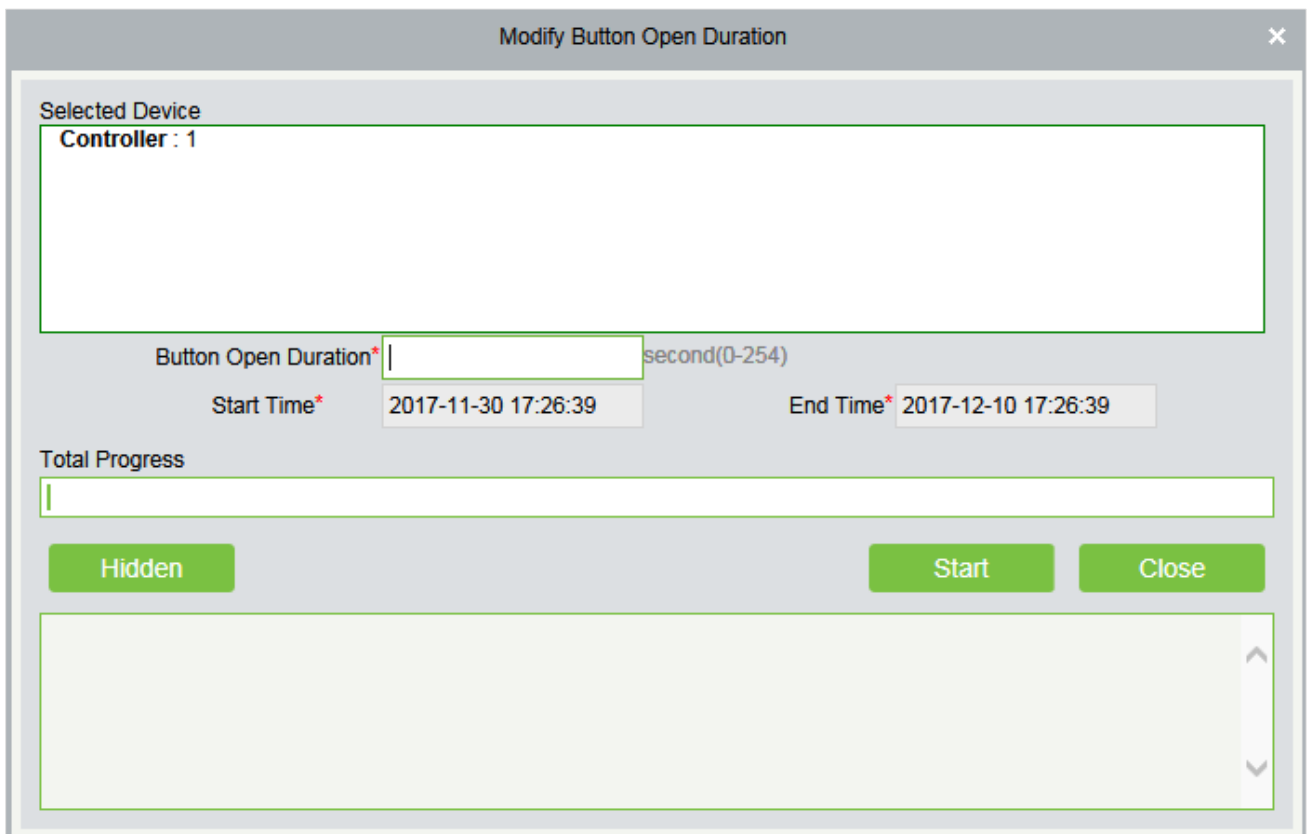 Modify Button Open Duration ×
Selected Device
Controller : 1
Button Open Duration* second(0-254)
Start Time* 2017-11-30 17:26:39 End Time* 2017-12-10 17:26:39
Total Progress
Hidden Start Close